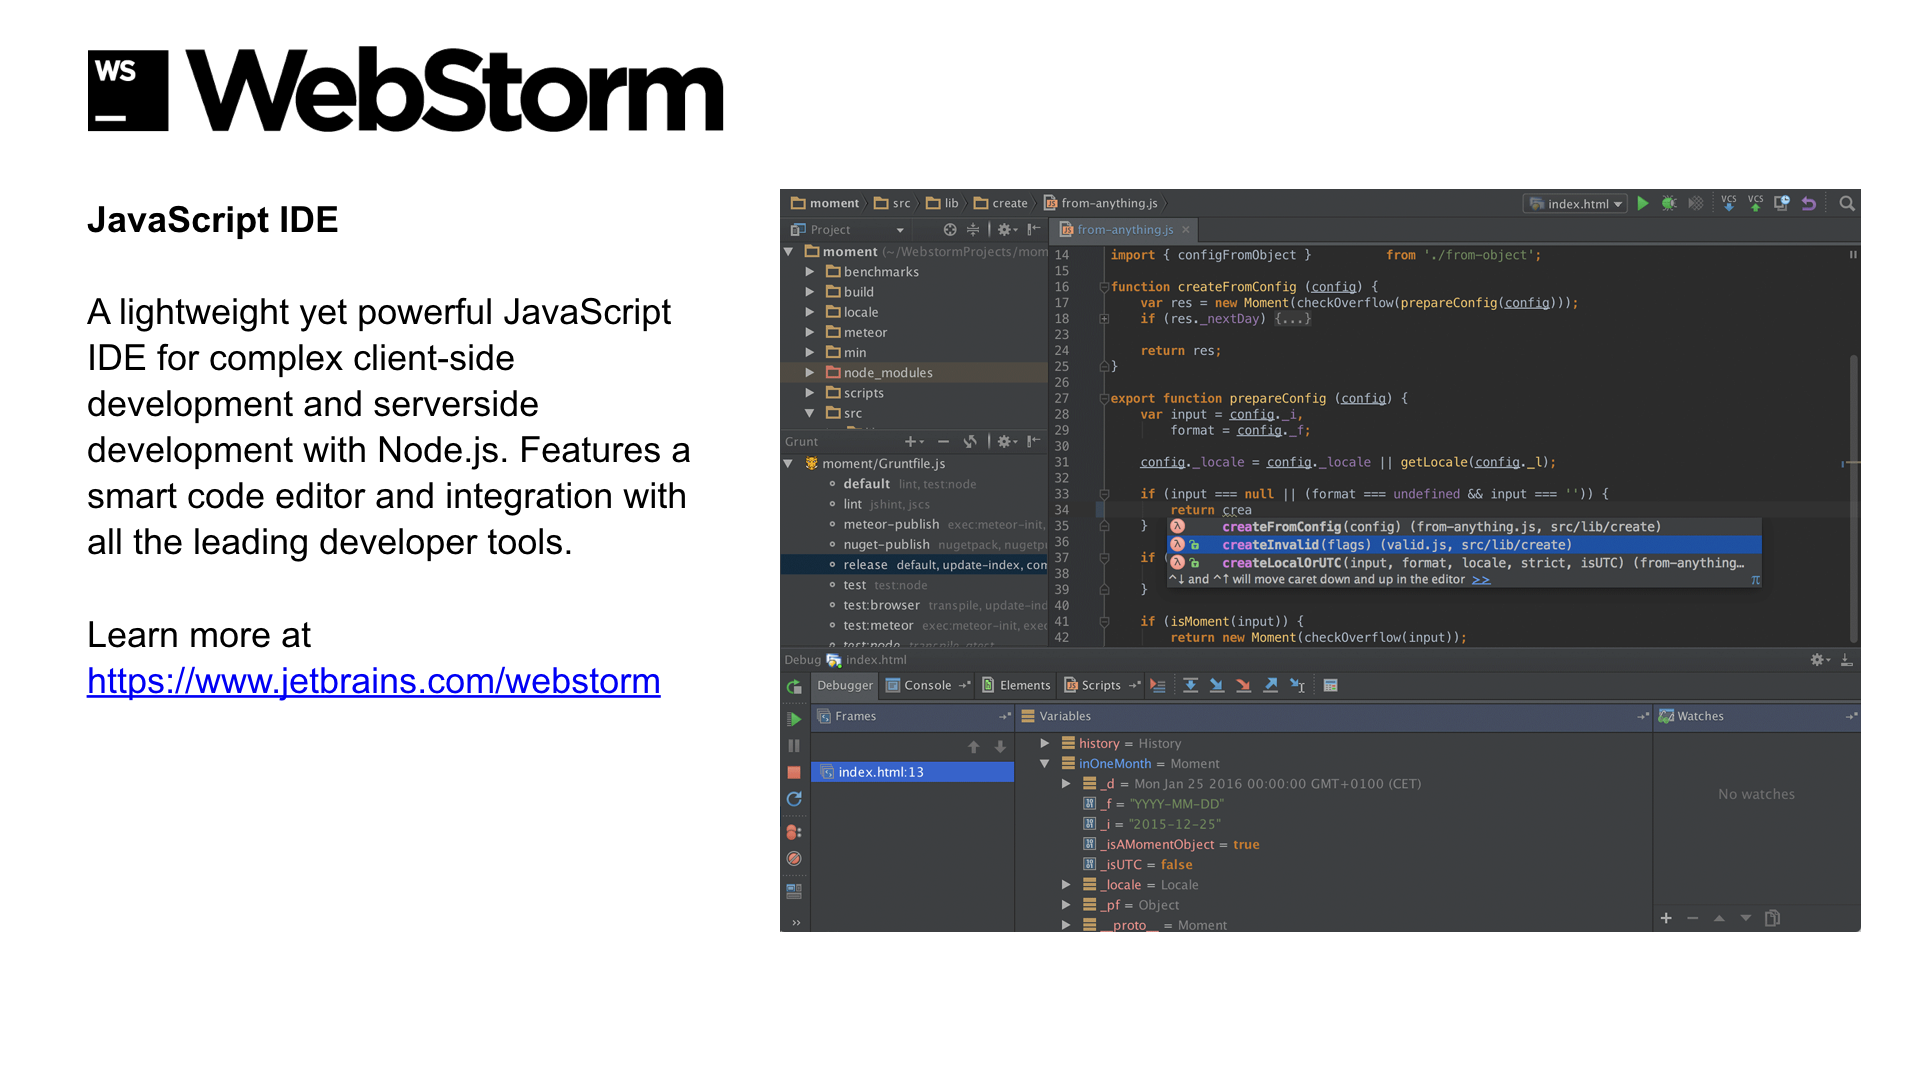 WS
WebStorm
JavaScript IDE
A lightweight yet powerful JavaScript
IDE for complex client-side
development and serverside
development with Node.js. Features a
smart code editor and integration with
all the leading developer tools.
Learn more at
https://www.jetbrains.com/webstorm
moment src lib create from-anything.js
index.html VCS VCS
Project
moment (~/WebstormProjects/mom
benchmarks
build
locale
meteor
min
node_modules
scripts
src
Grunt
moment/Gruntfile.js
default lint, test:node
lint jshint, jscs
meteor-publish exec:meteor-init,
nuget-publish nugetpack, nugetp
release default, update-index, con
test test:node
test:browser transpile, update-ind
test:meteor exec:meteor-init, exec
test:node transpile, qtest
from-anything.js
14 import { configFromObject } from './from-object';
15
16 function createFromConfig (config) {
17 var res = new Moment(checkOverflow(prepareConfig(config)));
18 if (res._nextDay) {...}
23
24 return res;
25 }
26
27 export function prepareConfig (config) {
28 var input = config._i,
29 format = config._f;
30
31 config._locale = config._locale || getLocale(config._l);
32
33 if (input === null || (format === undefined && input === '')) {
34 return crea
35 }
createFromConfig(config) (from-anything.js, src/lib/create)
36
createInvalid(flags) (valid.js, src/lib/create)
37 if (
createLocalOrUTC(input, format, locale, strict, isUTC) (from-anything…
38
^↓ and ^↑ will move caret down and up in the editor >> π
39 }
40
41 if (isMoment(input)) {
42 return new Moment(checkOverflow(input));
Debug index.html
Debugger Console Elements Scripts
Frames
index.html:13
Variables
history = History
inOneMonth = Moment
_d = Mon Jan 25 2016 00:00:00 GMT+0100 (CET)
_f = "YYYY-MM-DD"
_i = "2015-12-25"
_isAMomentObject = true
_isUTC = false
_locale = Locale
_pf = Object
__proto__ = Moment
Watches
No watches